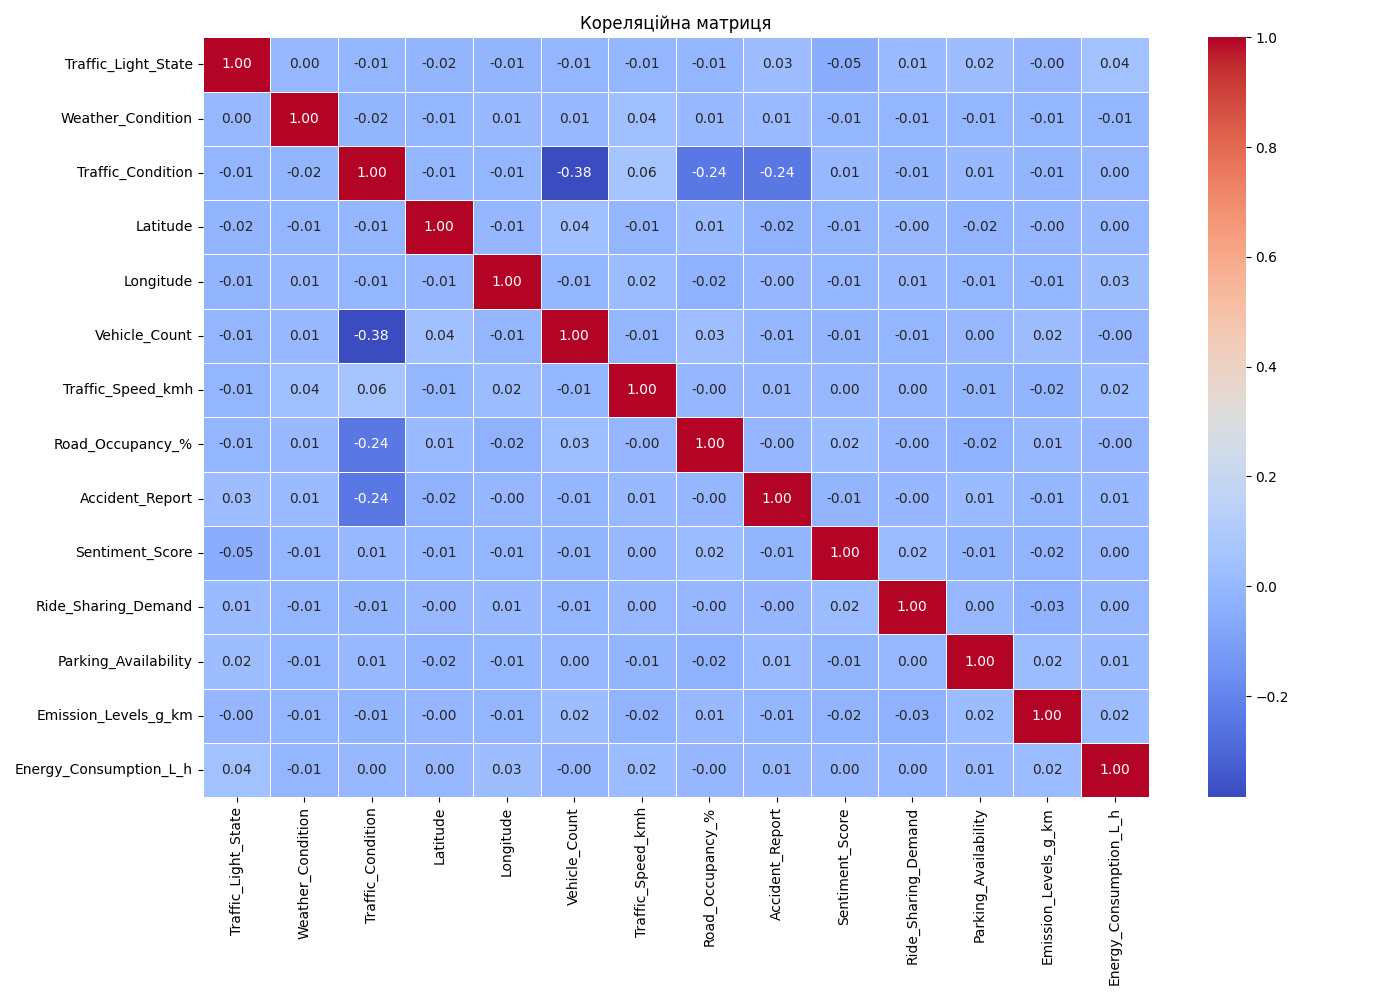 Кореляційна матриця
Traffic_Light_State 1.00 0.00 -0.01 -0.02 -0.01 -0.01 -0.01 -0.01 0.03 -0.05 0.01 0.02 -0.00 0.04
Weather_Condition 0.00 1.00 -0.02 -0.01 0.01 0.01 0.04 0.01 0.01 -0.01 -0.01 -0.01 -0.01 -0.01
Traffic_Condition -0.01 -0.02 1.00 -0.01 -0.01 -0.38 0.06 -0.24 -0.24 0.01 -0.01 0.01 -0.01 0.00
Latitude -0.02 -0.01 -0.01 1.00 -0.01 0.04 -0.01 0.01 -0.02 -0.01 -0.00 -0.02 -0.00 0.00
Longitude -0.01 0.01 -0.01 -0.01 1.00 -0.01 0.02 -0.02 -0.00 -0.01 0.01 -0.01 -0.01 0.03
Vehicle_Count -0.01 0.01 -0.38 0.04 -0.01 1.00 -0.01 0.03 -0.01 -0.01 -0.01 0.00 0.02 -0.00
Traffic_Speed_kmh -0.01 0.04 0.06 -0.01 0.02 -0.01 1.00 -0.00 0.01 0.00 0.00 -0.01 -0.02 0.02
Road_Occupancy_% -0.01 0.01 -0.24 0.01 -0.02 0.03 -0.00 1.00 -0.00 0.02 -0.00 -0.02 0.01 -0.00
Accident_Report 0.03 0.01 -0.24 -0.02 -0.00 -0.01 0.01 -0.00 1.00 -0.01 -0.00 0.01 -0.01 0.01
Sentiment_Score -0.05 -0.01 0.01 -0.01 -0.01 -0.01 0.00 0.02 -0.01 1.00 0.02 -0.01 -0.02 0.00
Ride_Sharing_Demand 0.01 -0.01 -0.01 -0.00 0.01 -0.01 0.00 -0.00 -0.00 0.02 1.00 0.00 -0.03 0.00
Parking_Availability 0.02 -0.01 0.01 -0.02 -0.01 0.00 -0.01 -0.02 0.01 -0.01 0.00 1.00 0.02 0.01
Emission_Levels_g_km -0.00 -0.01 -0.01 -0.00 -0.01 0.02 -0.02 0.01 -0.01 -0.02 -0.03 0.02 1.00 0.02
Energy_Consumption_L_h 0.04 -0.01 0.00 0.00 0.03 -0.00 0.02 -0.00 0.01 0.00 0.00 0.01 0.02 1.00
Traffic_Light_State
Weather_Condition
Traffic_Condition
Latitude
Longitude
Vehicle_Count
Traffic_Speed_kmh
Road_Occupancy_%
Accident_Report
Sentiment_Score
Ride_Sharing_Demand
Parking_Availability
Emission_Levels_g_km
Energy_Consumption_L_h
1.0
0.8
0.6
0.4
0.2
0.0
−0.2